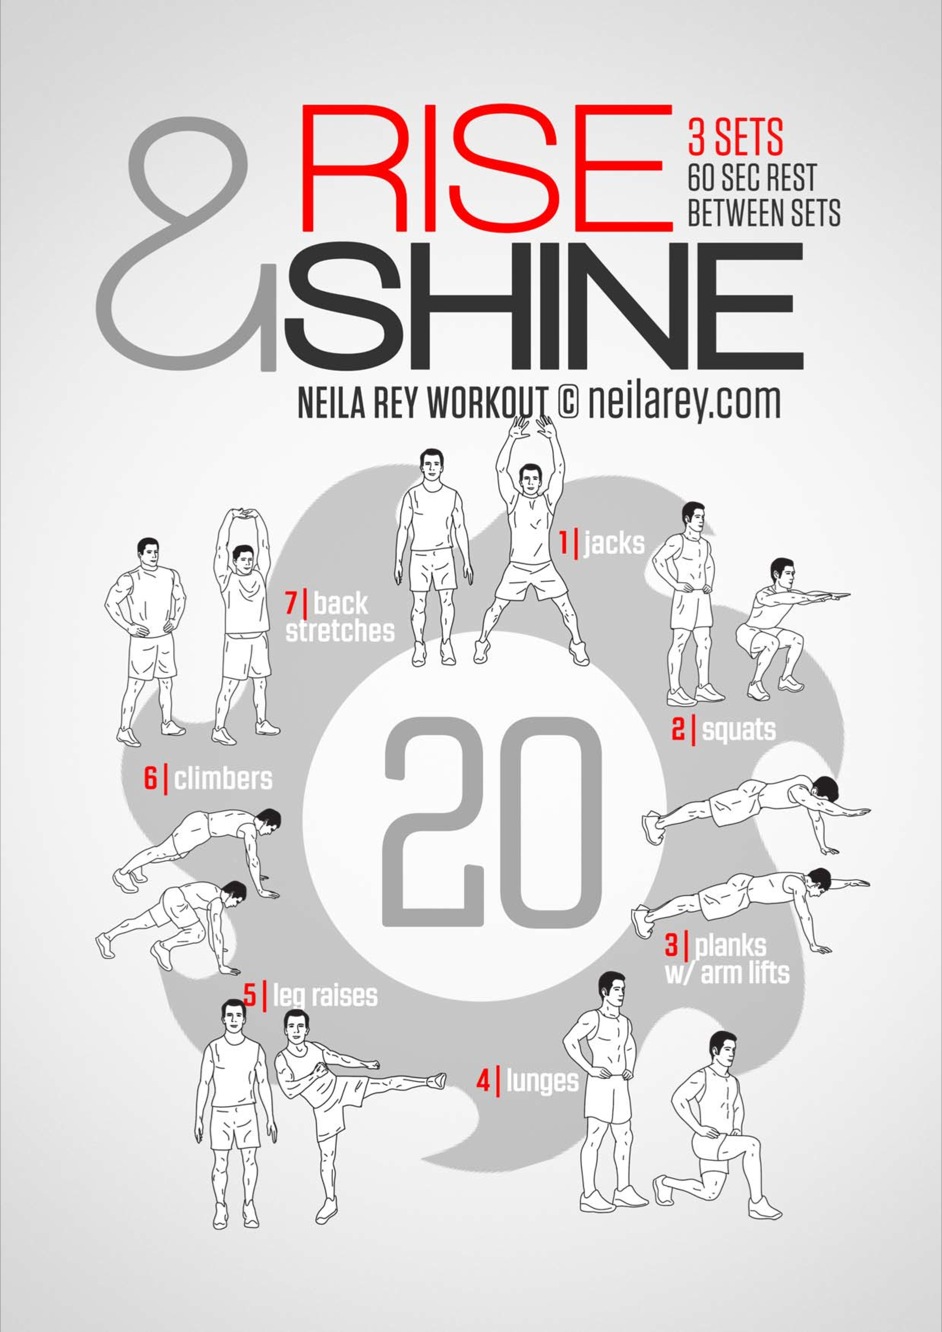 RISE
& SHINE
3 SETS
60 SEC REST
BETWEEN SETS
NEILA REY WORKOUT © neilarey.com
1| jacks
2| squats
3| planks
w/ arm lifts
4| lunges
5| leg raises
6| climbers
7| back
stretches
20